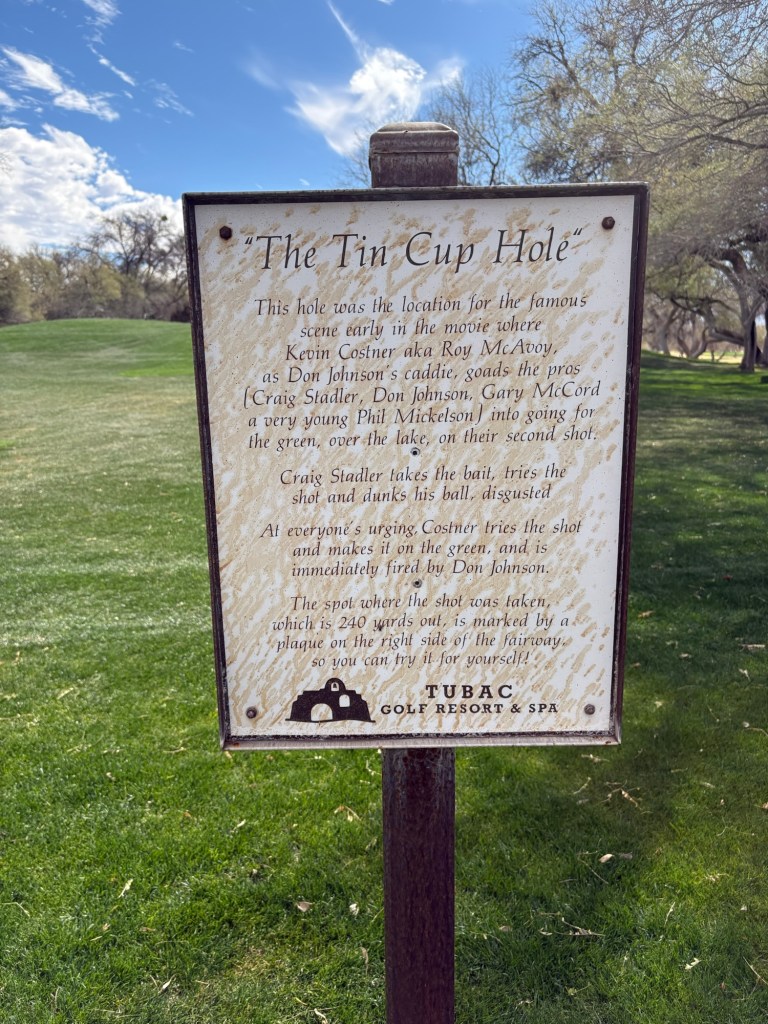 "The Tin Cup Hole"
This hole was the location for the famous
scene early in the movie where
Kevin Costner aka Roy McAvoy,
as Don Johnson's caddie, goads the pros
(Craig Stadler, Don Johnson, Gary McCord
a very young Phil Mickelson) into going for
the green, over the lake, on their second shot.
Craig Stadler takes the bait, tries the
shot and dunks his ball, disgusted
At everyone's urging, Costner tries the shot
and makes it on the green, and is
immediately fired by Don Johnson.
The spot where the shot was taken,
which is 240 yards out, is marked by a
plaque on the right side of the fairway,
so you can try it for yourself!
TUBAC
GOLF RESORT & SPA